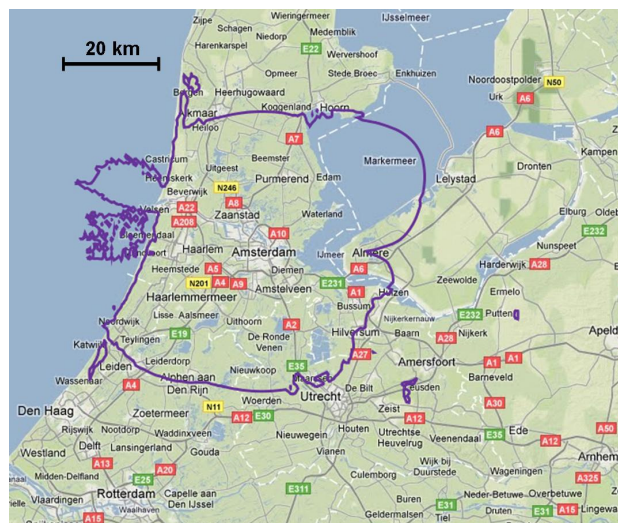 Zijpe
Wieringermeer
IJsselmeer
Schagen
Niedorp
Medemblik
20 km
Harenkarspel
E22
Wervershoof
Opmeer
Stede Broec
Enkhuizen
Noordoostpolder
N50
Bergen
Heerhugowaard
Urk
A6
Koggenland
Hoorn
kmaar
Heiloo
A7
A6
Kampen
Castricum
Beemster
Markermeer
Dronten
Uitgeest
Heemskerk
Purmerend
Edam
Lelystad
Beverwijk
N246
A8
Velsen
A22
Zaanstad
Waterland
Elburg
Oldeb
A208
A10
E232
Bloemendaal
Haarlem
Amsterdam
IJmeer
Almere
Nunspeet
Heemstede
A5
Diemen
A6
Harderwijk
A28
N201
A4
A9
Amstelveen
E231
Zeewolde
Haarlemmermeer
A1
Huizen
Ermelo
Bussum
Noordwijk
Lisse
Aalsmeer
Uithoorn
A2
Nijkerkernauw
E232
Putten
Katwijk
Teylingen
E19
De Ronde
Venen
Hilversum
Baarn
A28
Nijkerk
Apeld
Leiden
Leiderdorp
E35
A27
Amersfoort
A1
A1
Wassenaar
A4
Alphen aan
Den Rijn
Nieuwkoop
Barneveld
De Bilt
Leusden
Den Haag
Zoetermeer
N11
Woerden
Utrecht
Zeist
A30
A12
E30
A12
Rijswijk
Nootdorp
Waddinxveen
Nieuwegein
Houten
Utrechtse
Heuvelrug
Veenendaal
E35
Ede
A50
Westland
Delft
Lansingerland
Gouda
Vianen
A12
Arnhem
A13
A20
Wijk bij
Duurstede
Wageningen
Midden-Delfland
E25
Culemborg
A325
Vlaardingen
Rotterdam
Capelle aan
Den IJssel
E311
Buren
Neder-Betuwe
Overbetuwe
A15
Geldermalsen
Tiel
E31
Druten
E31
A15
Lingewa